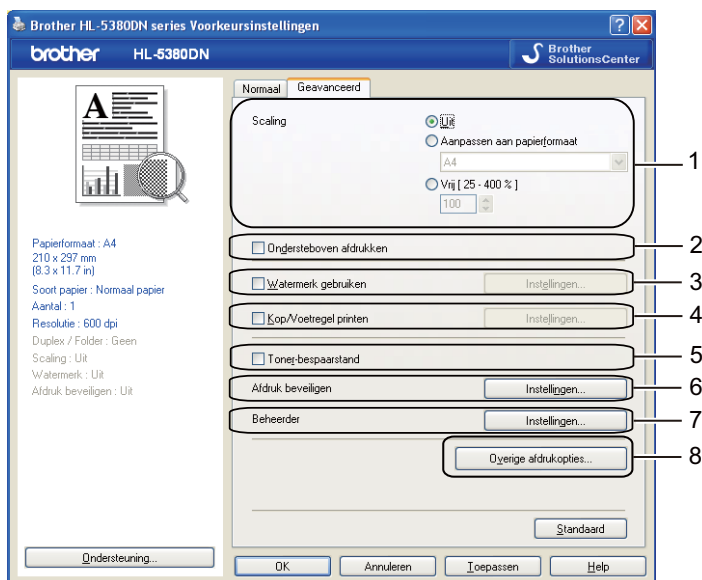 Brother HL-5380DN series Voorkeursinstellingen
brother HL-5380DN
Brother
SolutionsCenter
Normaal Geavanceerd
A
Papierformaat : A4
210 x 297 mm
(8.3 x 11.7 in)
Soort papier : Normaal papier
Aantal : 1
Resolutie : 600 dpi
Duplex / Folder : Geen
Scaling : Uit
Watermerk : Uit
Afdruk beveiligen : Uit
Ondersteuning...
Scaling
Uit
Aanpassen aan papierformaat
A4
Vrij [ 25 - 400 % ]
100
1
Ondersteboven afdrukken
2
Watermerk gebruiken Instellingen...
3
Kop/Voetregel printen Instellingen...
4
Toner-bespaarstand
5
Afdruk beveiligen Instellingen...
6
Beheerder Instellingen...
7
Overige afdrukopties...
8
Standaard
OK Annuleren Toepassen Help